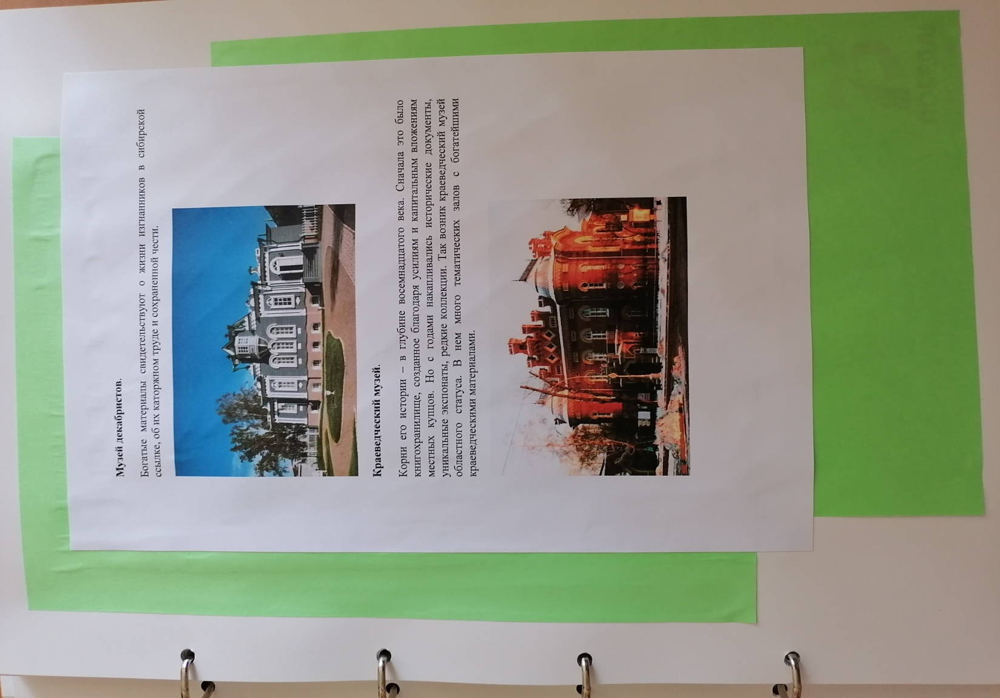 Музей декабристов.
Богатые материалы свидетельствуют о жизни изгнанников в сибирской
ссылке, об их каторжном труде и сохраненной чести.
Краеведческий музей.
Корни его истории – в глубине восемнадцатого века. Сначала это было
книгохранилище, созданное благодаря усилиям и капитальным вложениям
местных купцов. Но с годами накапливались исторические документы,
уникальные экспонаты, редкие коллекции. Так возник краеведческий музей
областного статуса. В нем много тематических залов с богатейшими
краеведческими материалами.